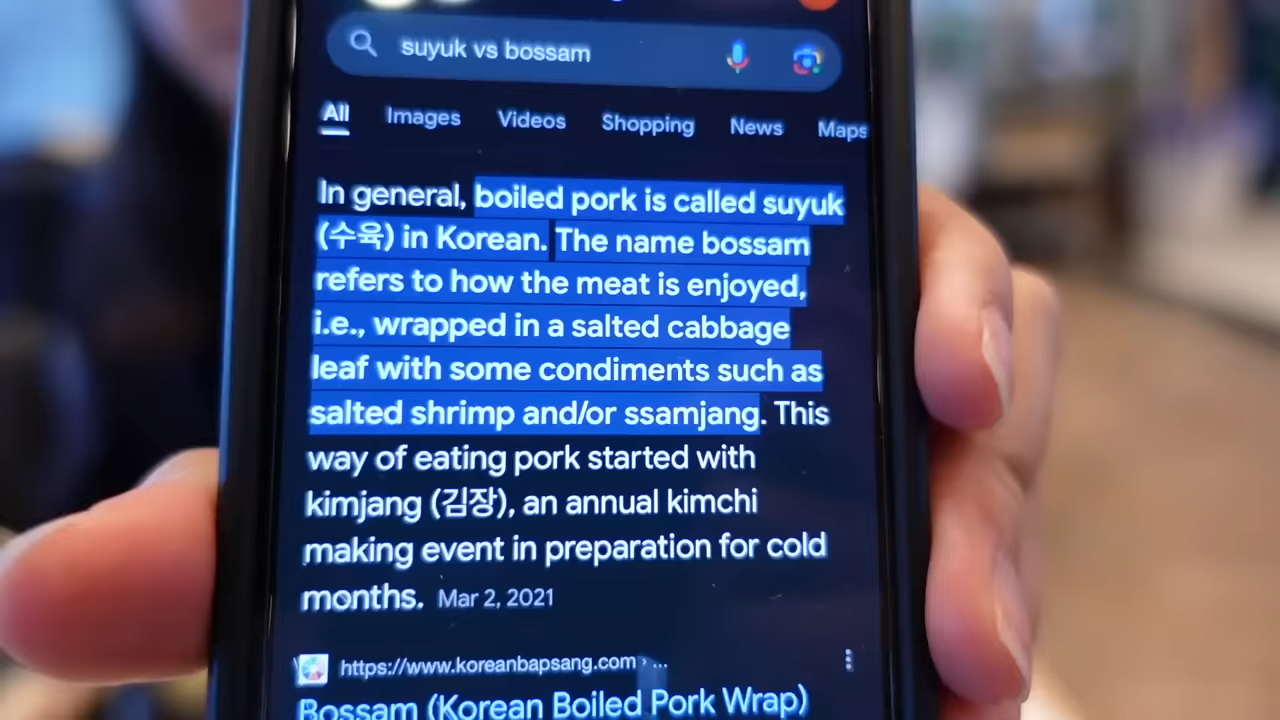 suyuk vs bossam
All Images Videos Shopping News Maps
In general, boiled pork is called suyuk
(수육) in Korean. The name bossam
refers to how the meat is enjoyed,
i.e., wrapped in a salted cabbage
leaf with some condiments such as
salted shrimp and/or ssamjang. This
way of eating pork started with
kimjang (김장), an annual kimchi
making event in preparation for cold
months. Mar 2, 2021
https://www.koreanbapsang.com › ...
Bossam (Korean Boiled Pork Wrap)